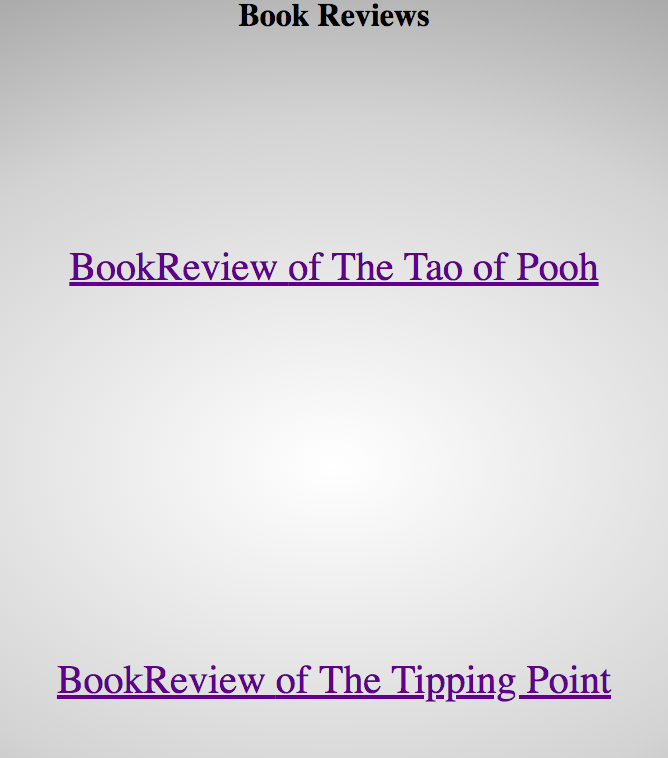 Book Reviews
BookReview of The Tao of Pooh
BookReview of The Tipping Point